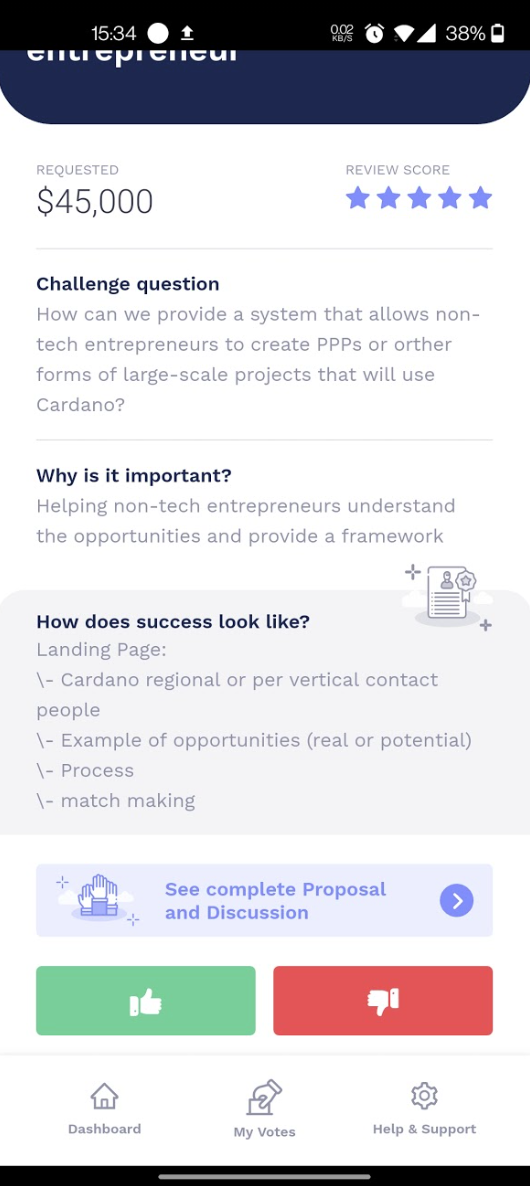 15:34
0.02
KB/S
38%
entrepreneur
REQUESTED
$45,000
REVIEW SCORE
Challenge question
How can we provide a system that allows non-
tech entrepreneurs to create PPPs or orther
forms of large-scale projects that will use
Cardano?
Why is it important?
Helping non-tech entrepreneurs understand
the opportunities and provide a framework
How does success look like?
Landing Page:
\- Cardano regional or per vertical contact
people
\- Example of opportunities (real or potential)
\- Process
\- match making
See complete Proposal
and Discussion
Dashboard
My Votes
Help & Support